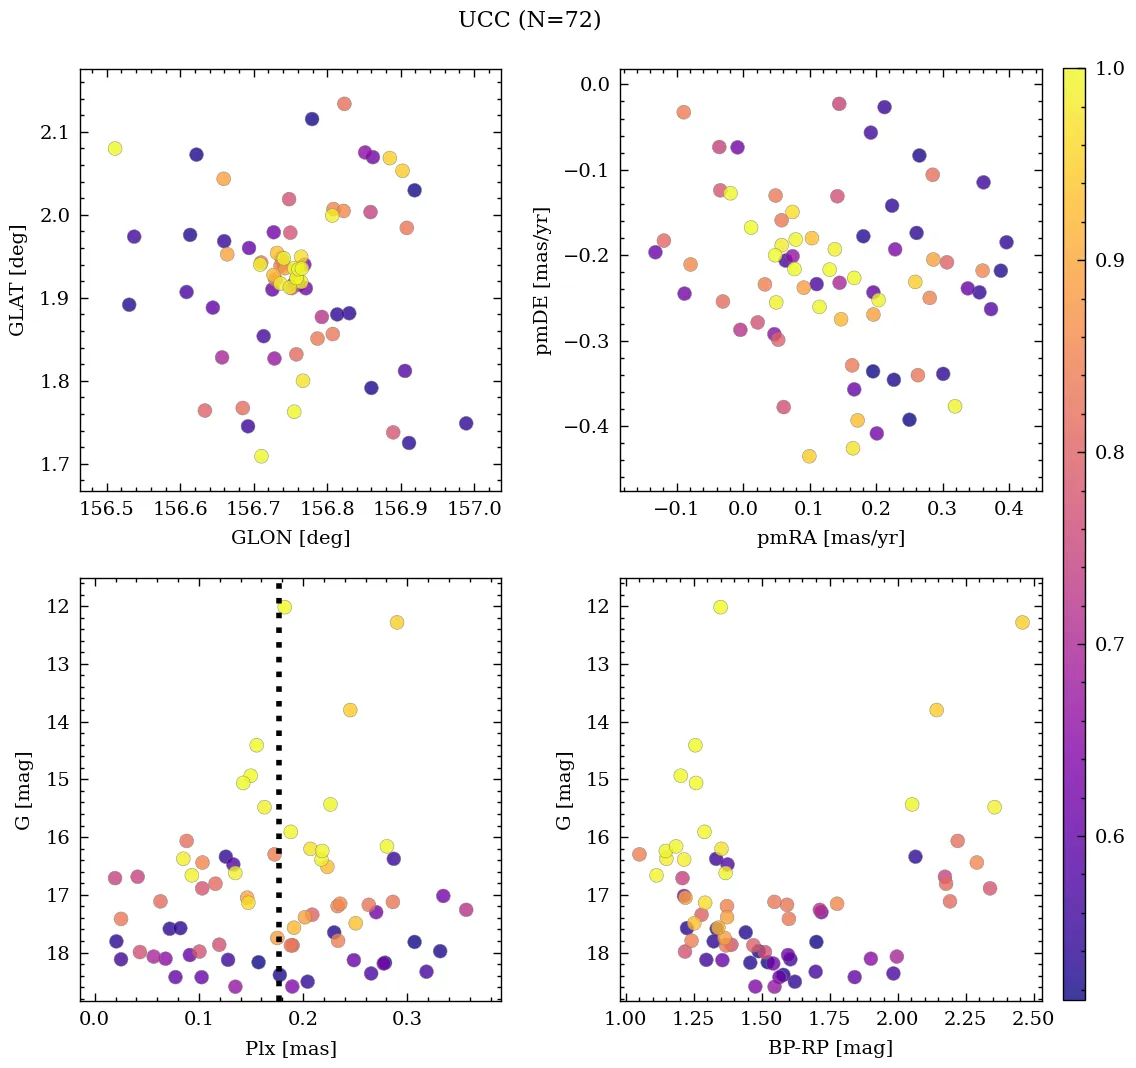 UCC (N=72)
2.1
2.0
1.9
1.8
1.7
GLAT [deg]
156.5 156.6 156.7 156.8 156.9 157.0
GLON [deg]
0.0
−0.1
−0.2
−0.3
−0.4
pmDE [mas/yr]
−0.1 0.0 0.1 0.2 0.3 0.4
pmRA [mas/yr]
12
13
14
15
16
17
18
G [mag]
0.0 0.1 0.2 0.3
Plx [mas]
12
13
14
15
16
17
18
G [mag]
1.00 1.25 1.50 1.75 2.00 2.25 2.50
BP-RP [mag]
1.0
0.9
0.8
0.7
0.6